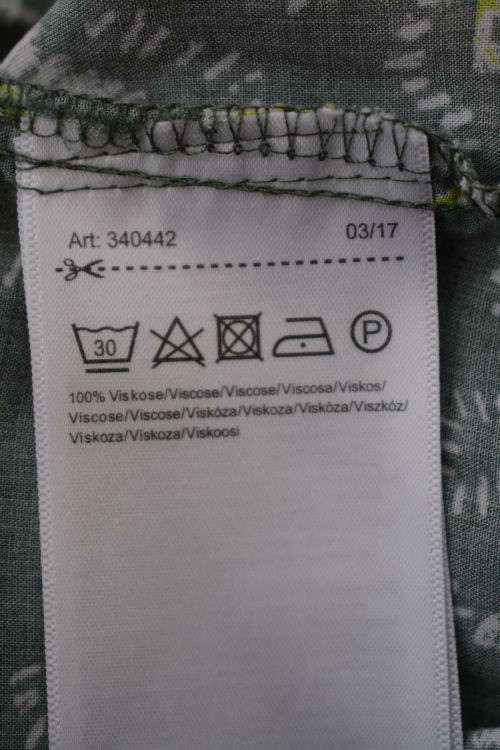 Art: 340442 03/17
30 P
100% Viskose/Viscose/Viscose/Viscosa/Viskos/
Viscose/Viscose/Viskóza/Viskoza/Viskóza/Viszkóz/
Viskoza/Viskoza/Viskoosi